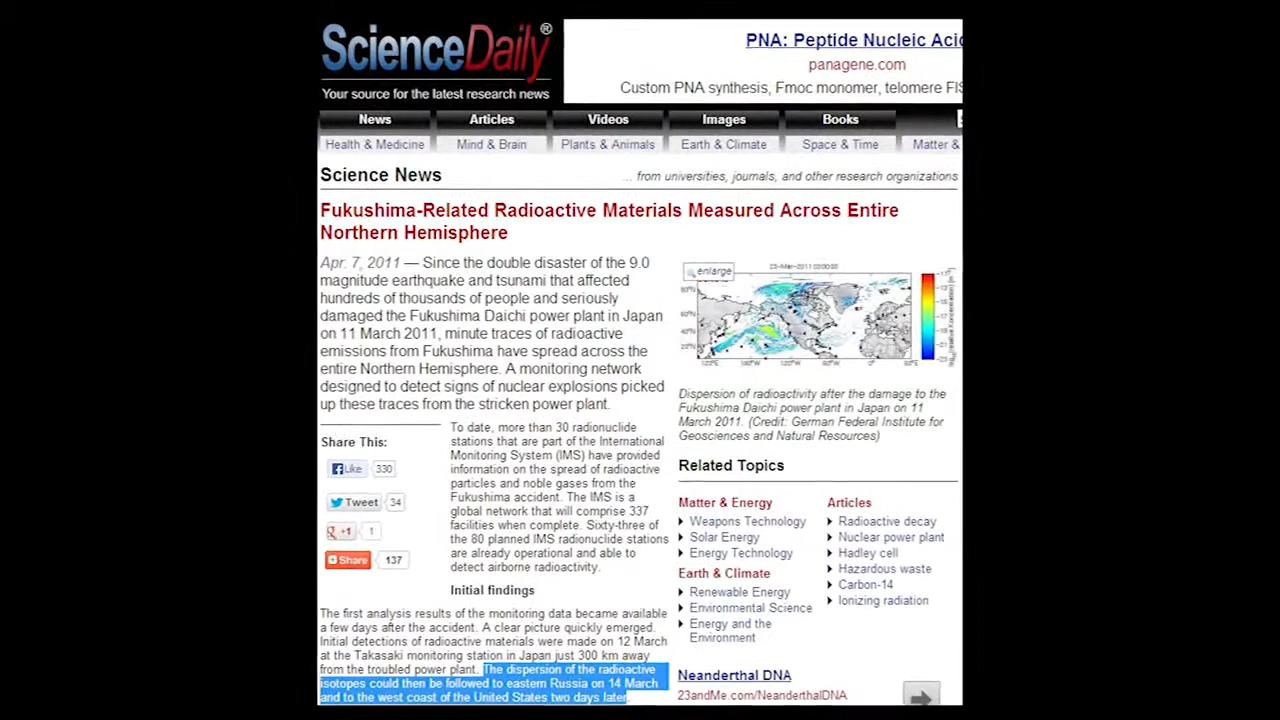 ScienceDaily®
Your source for the latest research news
PNA: Peptide Nucleic Acid
panagene.com
Custom PNA synthesis, Fmoc monomer, telomere FIS
News Articles Videos Images Books
Health & Medicine Mind & Brain Plants & Animals Earth & Climate Space & Time Matter &
Science News
... from universities, journals, and other research organizations
Fukushima-Related Radioactive Materials Measured Across Entire
Northern Hemisphere
Apr. 7, 2011 — Since the double disaster of the 9.0
magnitude earthquake and tsunami that affected
hundreds of thousands of people and seriously
damaged the Fukushima Daichi power plant in Japan
on 11 March 2011, minute traces of radioactive
emissions from Fukushima have spread across the
entire Northern Hemisphere. A monitoring network
designed to detect signs of nuclear explosions picked
up these traces from the stricken power plant.
Share This:
Like 330
Tweet 34
+1 1
Share 137
To date, more than 30 radionuclide
stations that are part of the International
Monitoring System (IMS) have provided
information on the spread of radioactive
particles and noble gases from the
Fukushima accident. The IMS is a
global network that will comprise 337
facilities when complete. Sixty-three of
the 80 planned IMS radionuclide stations
are already operational and able to
detect airborne radioactivity.
Initial findings
The first analysis results of the monitoring data became available
a few days after the accident. A clear picture quickly emerged.
Initial detections of radioactive materials were made on 12 March
at the Takasaki monitoring station in Japan just 300 km away
from the troubled power plant. The dispersion of the radioactive
isotopes could then be followed to eastern Russia on 14 March
and to the west coast of the United States two days later.
enlarge
23-Mar-2011
Dispersion of radioactivity after the damage to the
Fukushima Daichi power plant in Japan on 11
March 2011. (Credit: German Federal Institute for
Geosciences and Natural Resources)
Related Topics
Matter & Energy
Weapons Technology
Solar Energy
Energy Technology
Earth & Climate
Renewable Energy
Environmental Science
Energy and the
Environment
Articles
Radioactive decay
Nuclear power plant
Hadley cell
Hazardous waste
Carbon-14
Ionizing radiation
Neanderthal DNA
23andMe.com/NeanderthalDNA